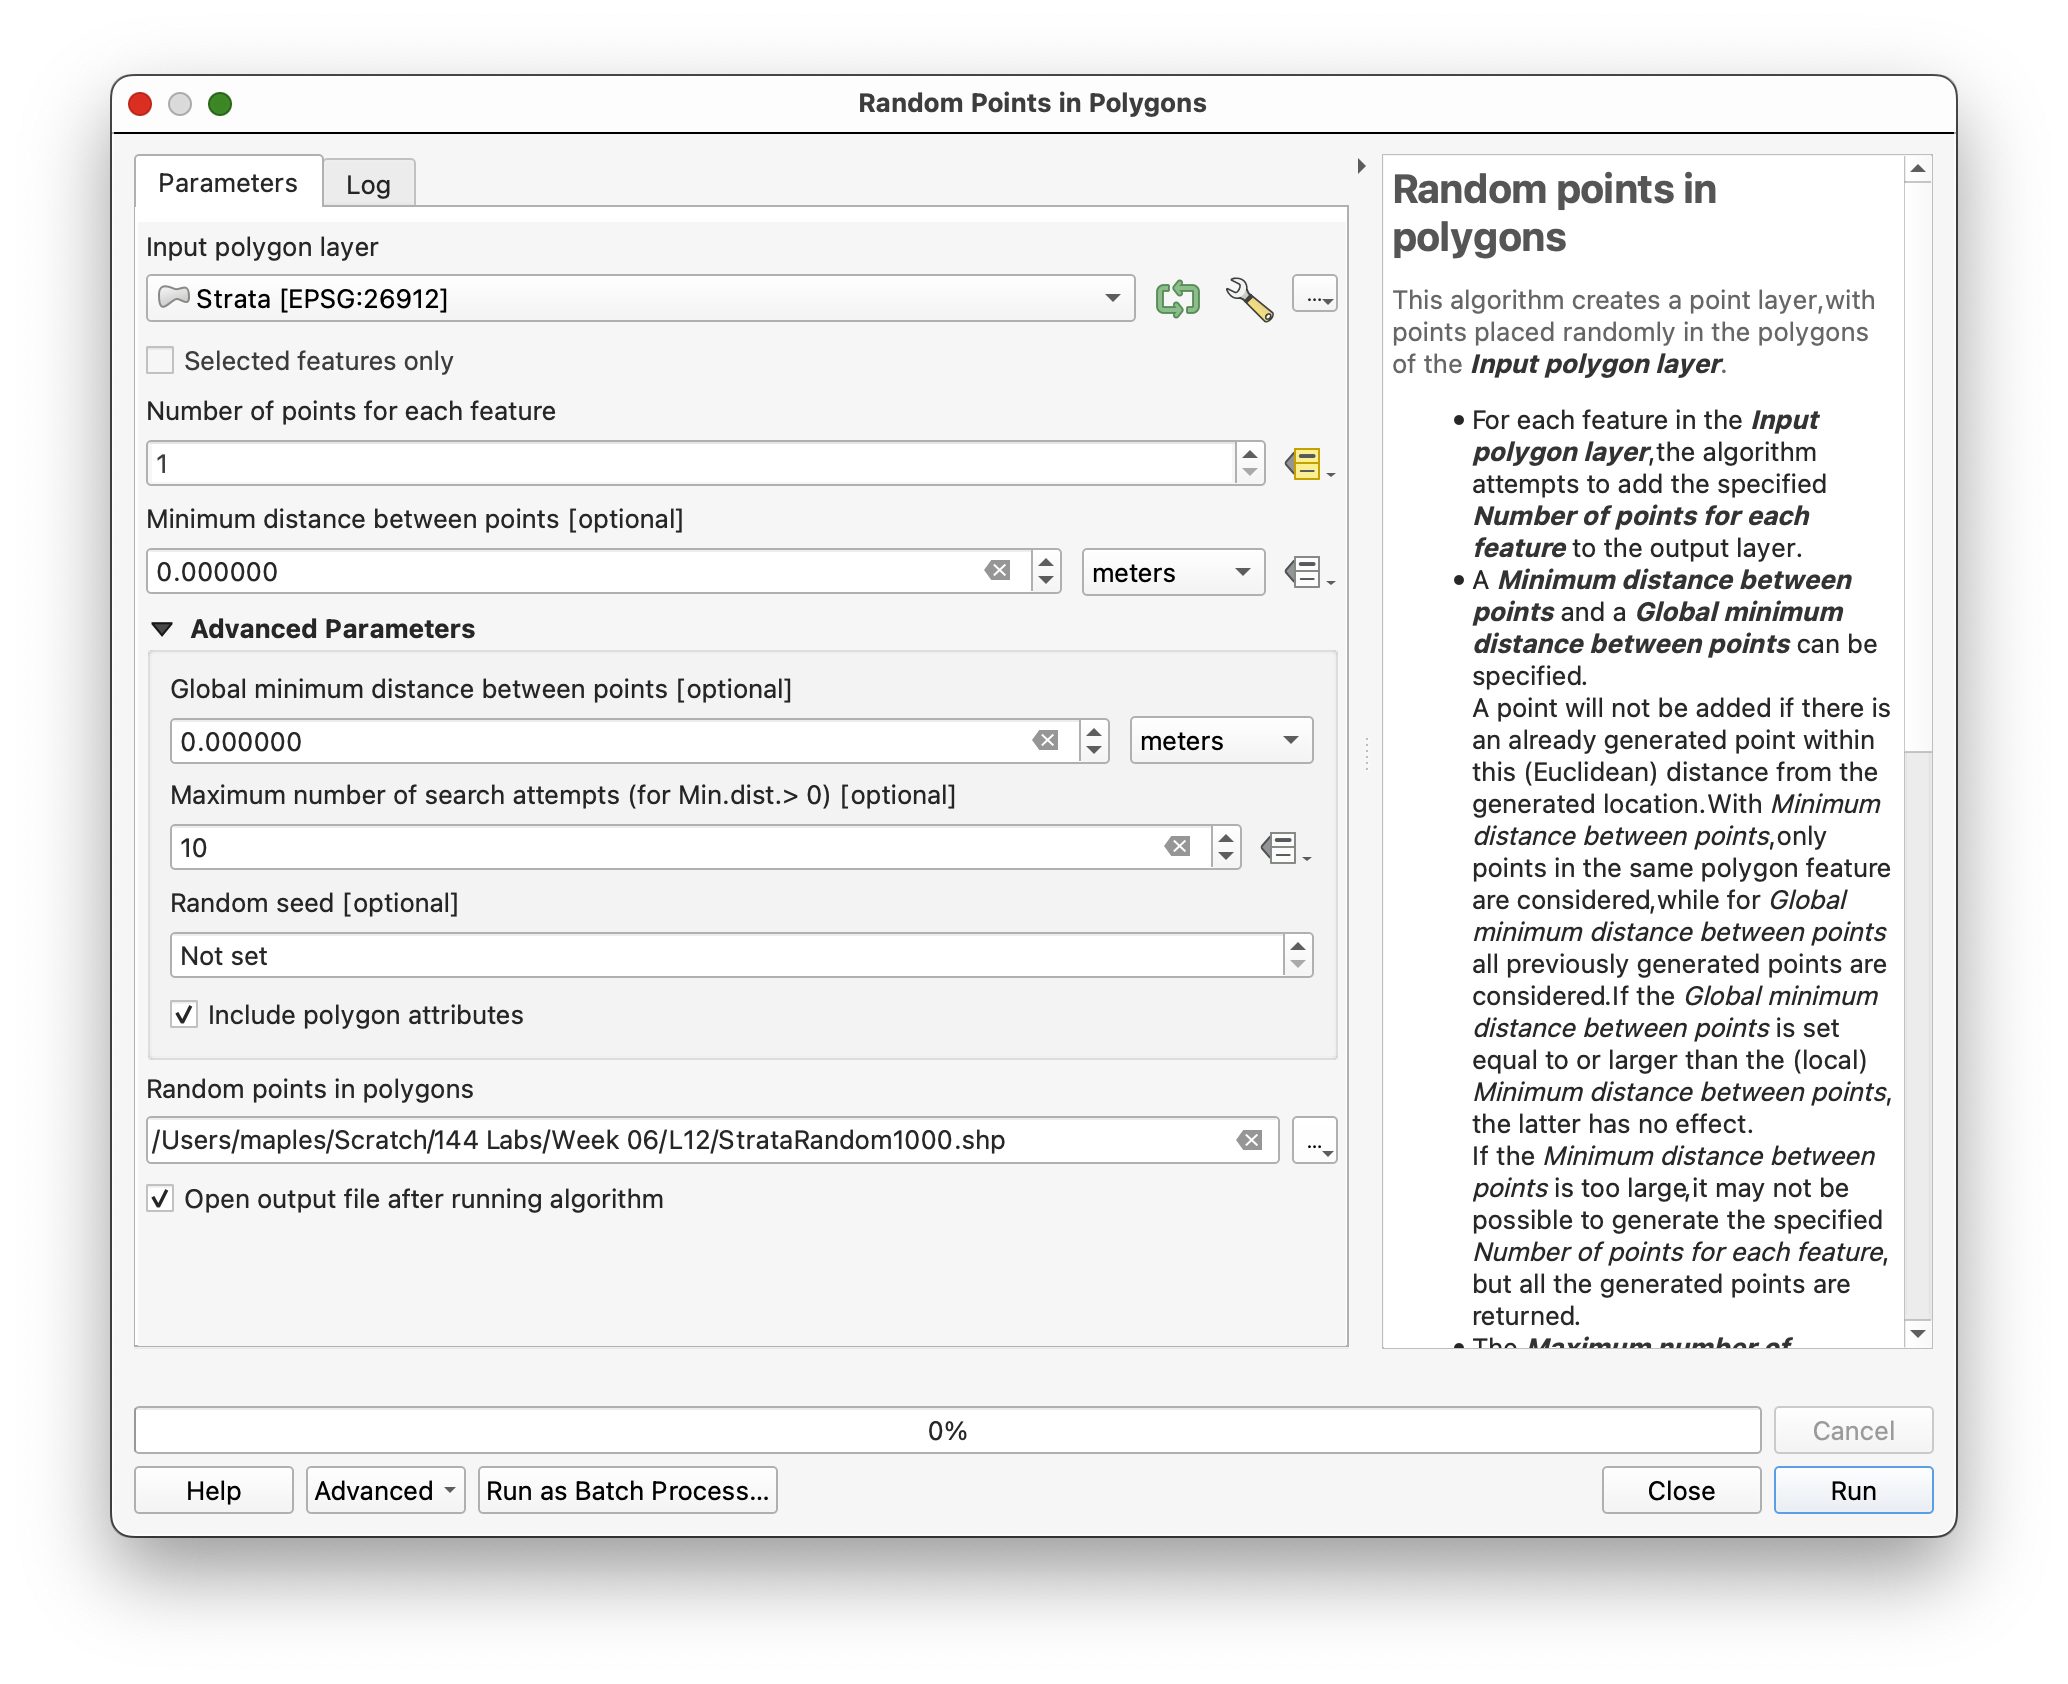 Random Points in Polygons
Parameters
Log
Input polygon layer
Strata [EPSG:26912]
...
Selected features only
Number of points for each feature
1
Minimum distance between points [optional]
0.000000
meters
Advanced Parameters
Global minimum distance between points [optional]
0.000000
meters
Maximum number of search attempts (for Min.dist.> 0) [optional]
10
Random seed [optional]
Not set
Include polygon attributes
Random points in polygons
/Users/maples/Scratch/144 Labs/Week 06/L12/StrataRandom1000.shp
...
Open output file after running algorithm
Random points in
polygons
This algorithm creates a point layer,with
points placed randomly in the polygons
of the Input polygon layer.
• For each feature in the Input
polygon layer,the algorithm
attempts to add the specified
Number of points for each
feature to the output layer.
• A Minimum distance between
points and a Global minimum
distance between points can be
specified.
A point will not be added if there is
an already generated point within
this (Euclidean) distance from the
generated location.With Minimum
distance between points,only
points in the same polygon feature
are considered,while for Global
minimum distance between points
all previously generated points are
considered.If the Global minimum
distance between points is set
equal to or larger than the (local)
Minimum distance between points,
the latter has no effect.
If the Minimum distance between
points is too large,it may not be
possible to generate the specified
Number of points for each feature,
but all the generated points are
returned.
• The Maximum number of
0%
Cancel
Help
Advanced
Run as Batch Process...
Close
Run